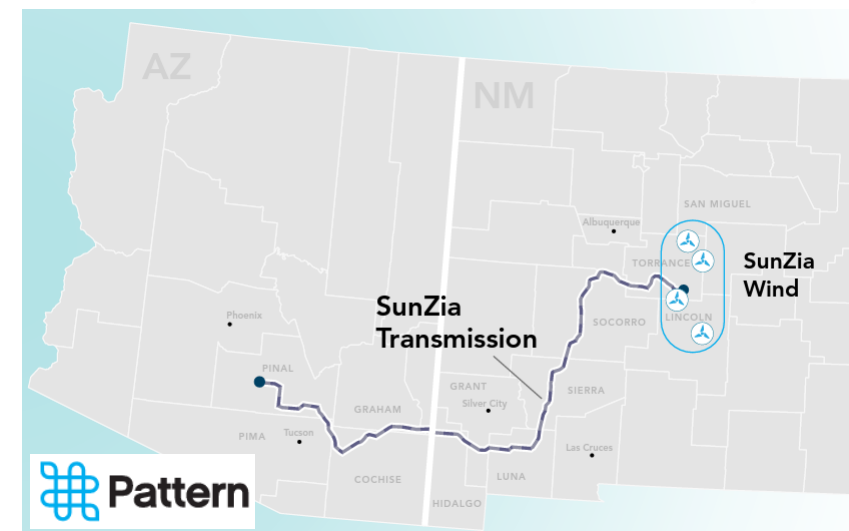 AZ
NM
SAN MIGUEL
Albuquerque
TORRANCE
SunZia
Wind
SunZia
Transmission
Phoenix
SOCORRO
LINCOLN
PINAL
GRANT
SIERRA
Silver City
GRAHAM
PIMA
Tucson
Las Cruces
COCHISE
LUNA
HIDALGO
Pattern